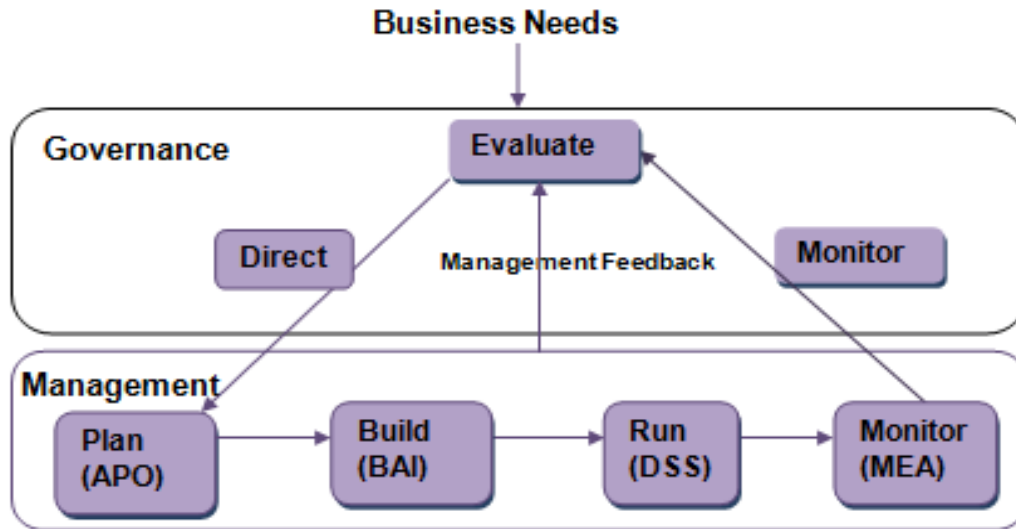 Business Needs
Governance
Evaluate
Direct
Management Feedback
Monitor
Management
Plan
(APO)
Build
(BAI)
Run
(DSS)
Monitor
(MEA)